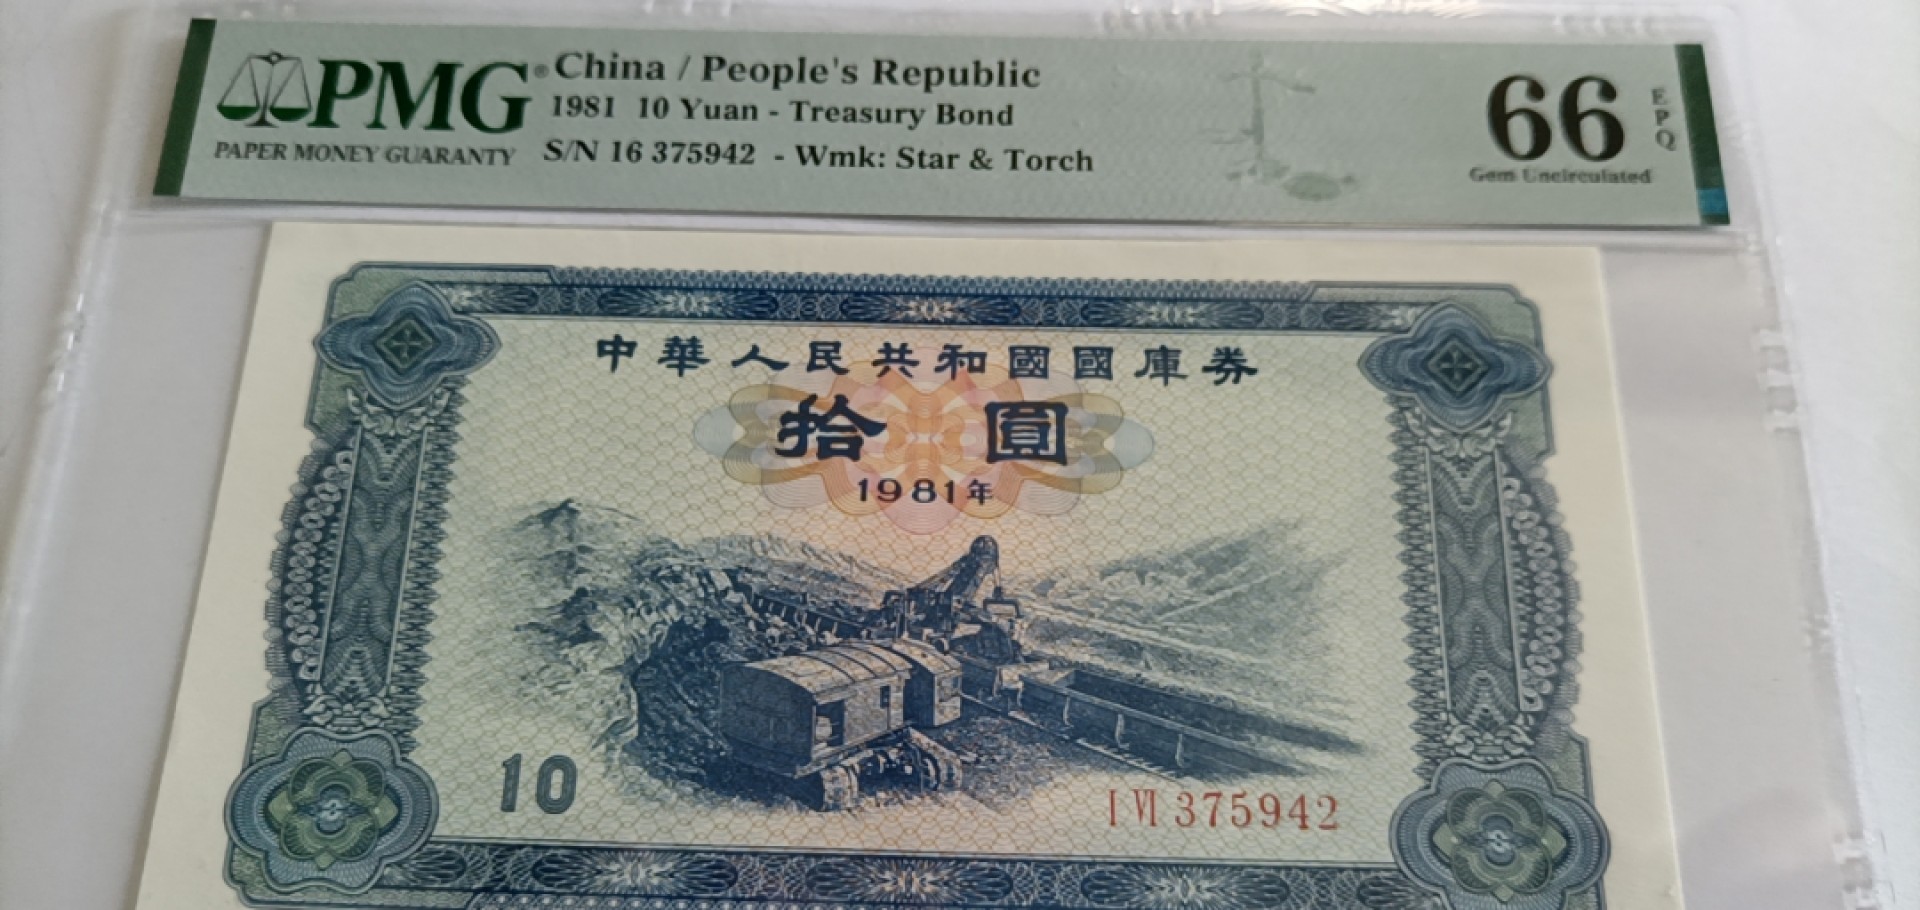 PMG®
PAPER MONEY GUARANTY
China / People's Republic
1981 10 Yuan - Treasury Bond
S/N 16 375942 - Wmk: Star & Torch
66
EPQ
Gem Uncirculated
中華人民共和國國庫券
拾圓
1981年
10
I VI 375942